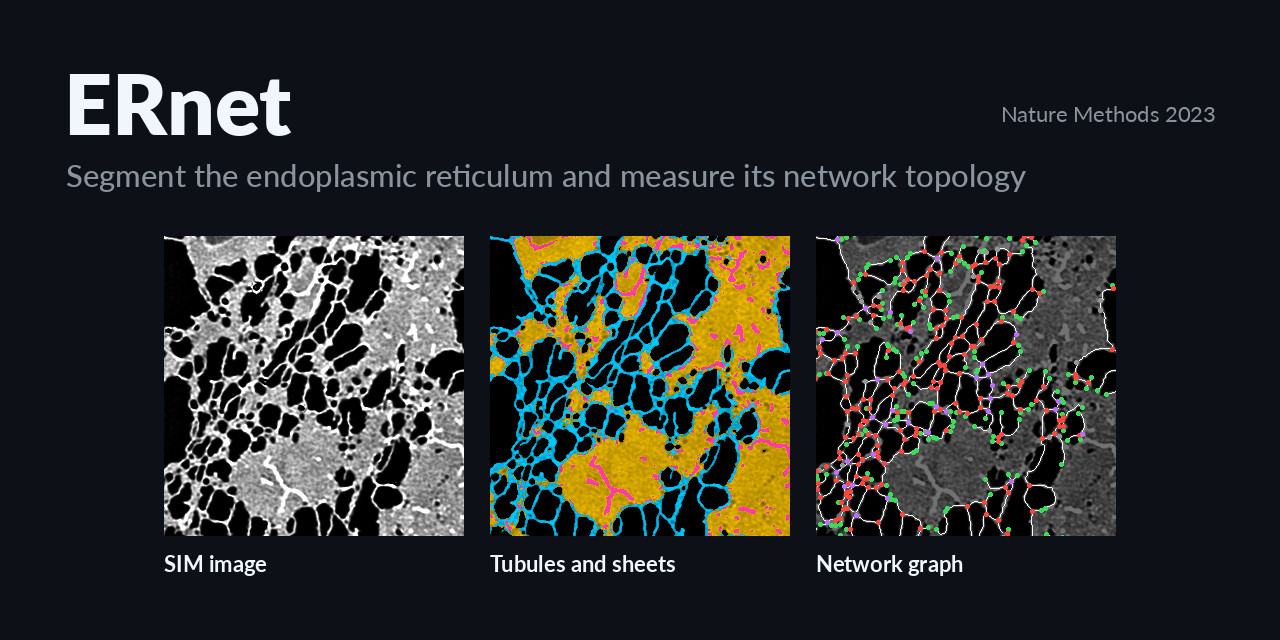 ERnet
Nature Methods 2023
Segment the endoplasmic reticulum and measure its network topology
SIM image
Tubules and sheets
Network graph